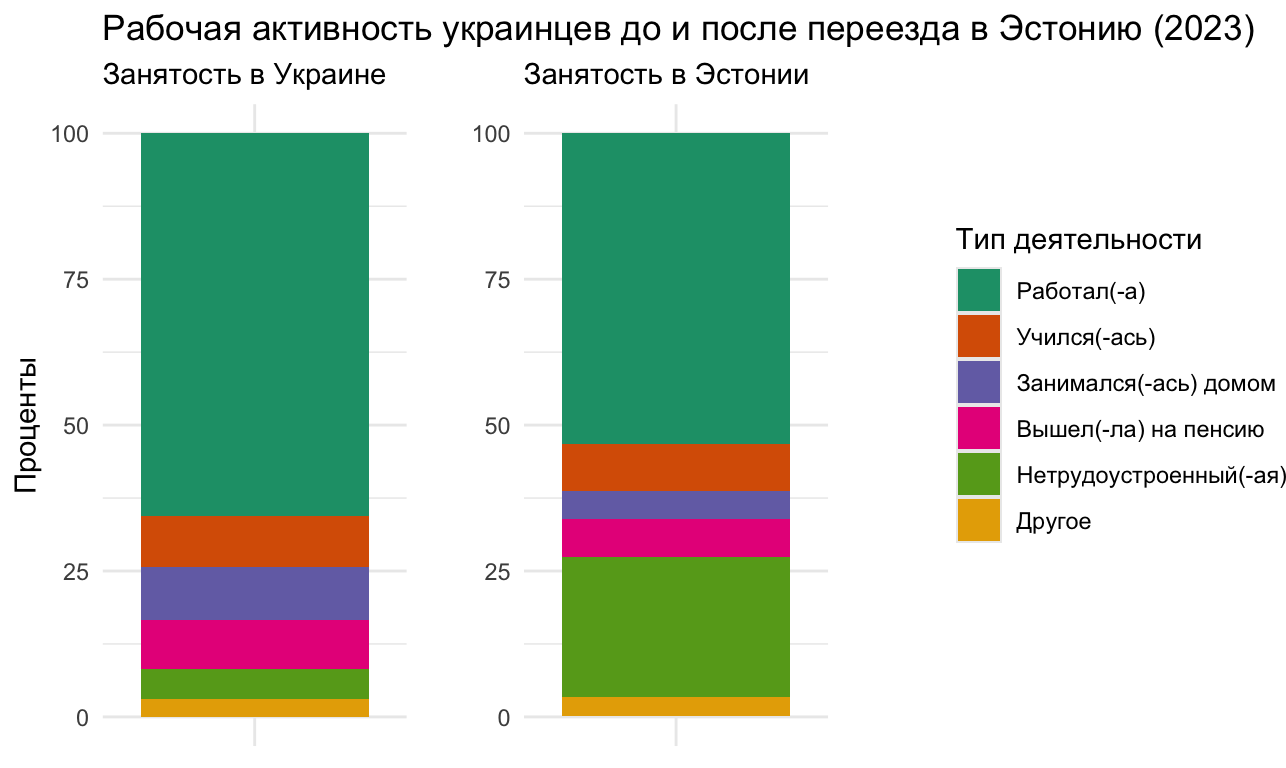 Рабочая активность украинцев до и после переезда в Эстонию (2023)
Занятость в Украине
Занятость в Эстонии
Проценты
100
75
50
25
0
100
75
50
25
0
Тип деятельности
Работал(-а)
Учился(-ась)
Занимался(-ась) домом
Вышел(-ла) на пенсию
Нетрудоустроенный(-ая)
Другое